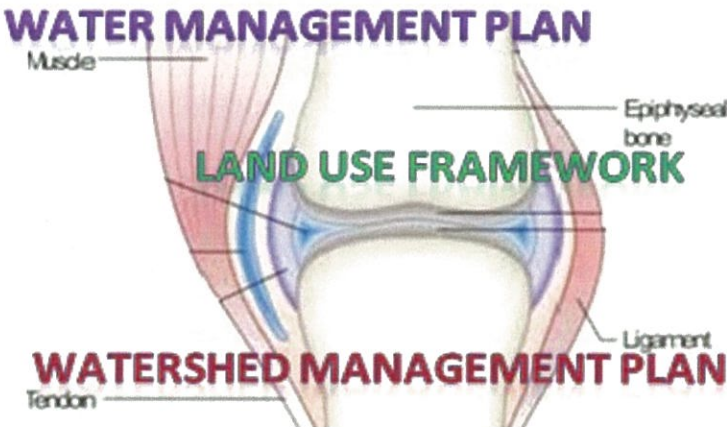 WATER MANAGEMENT PLAN
Muscle
Epiphyseal
bone
LAND USE FRAMEWORK
Ligament
WATERSHED MANAGEMENT PLAN
Tendon